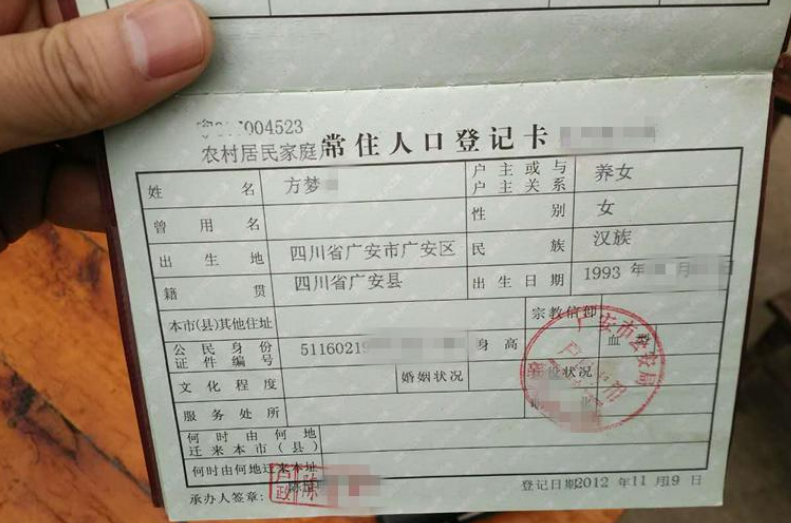 004523
农村居民家庭 常住人口登记卡
姓名 方梦 户主或与户主关系 养女
曾用名 性别 女
出生地 四川省广安市广安区 民族 汉族
籍贯 四川省广安县 出生日期 1993 年
本市(县)其他住址 宗教信仰
公民身份证件编号 51160219 身高 血
文化程度 婚姻状况 兵役状况
服务处所
何时由何地迁来本市(县)
何时由何地迁来本址
承办人签章: 登记日期2012 年 11 月19 日
安市公安局